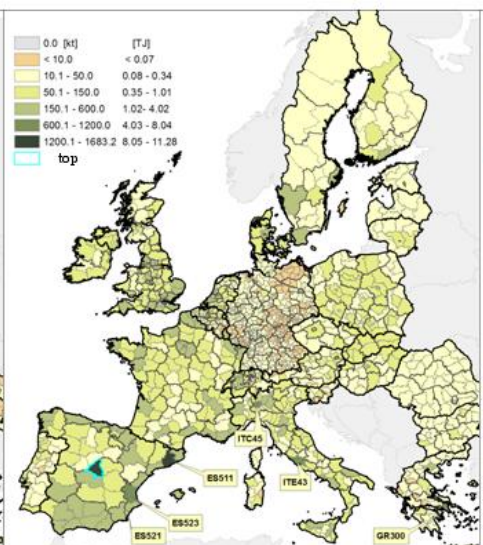 0.0 [kt] [TJ]
< 10.0 < 0.07
10.1 - 50.0 0.08 - 0.34
50.1 - 150.0 0.35 - 1.01
150.1 - 600.0 1.02- 4.02
600.1 - 1200.0 4.03 - 8.04
1200.1 - 1683.2 8.05 - 11.28
top
ITC45
ES511
ITE43
ES523
ES521
GR300